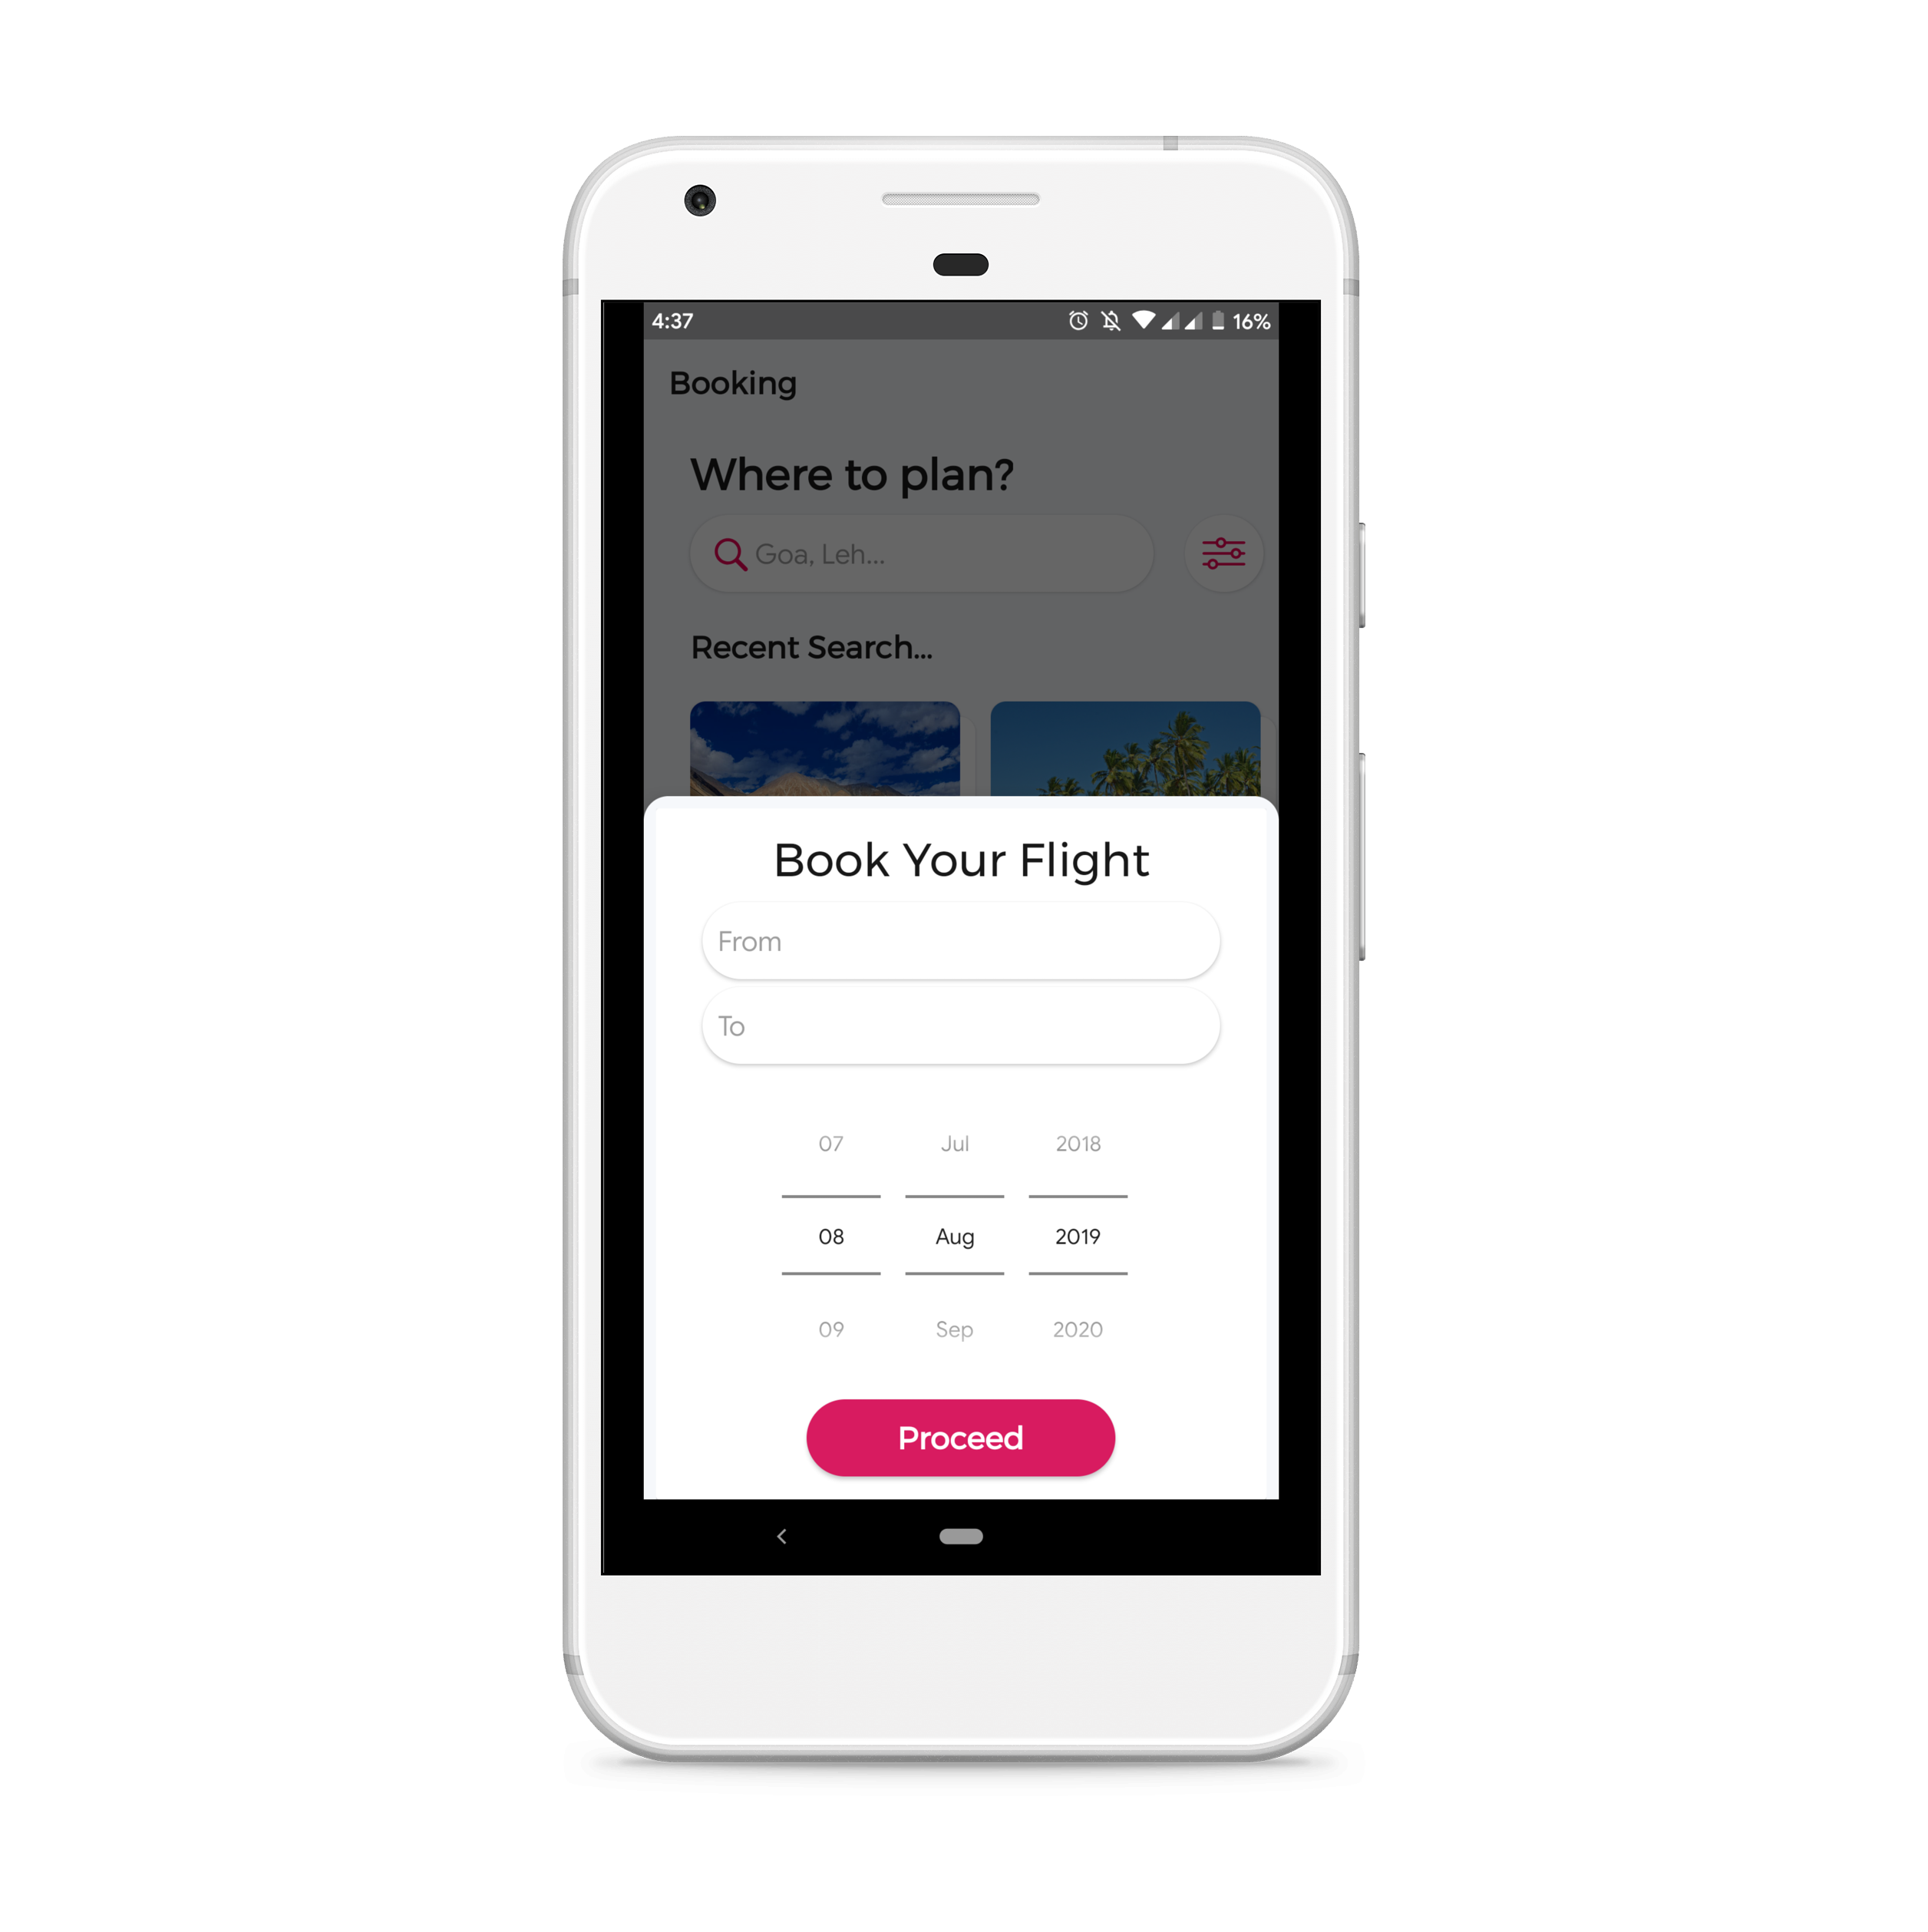 4:37 16%
Booking
Where to plan?
Goa, Leh...
Recent Search...
Book Your Flight
From
To
07 Jul 2018
08 Aug 2019
09 Sep 2020
Proceed